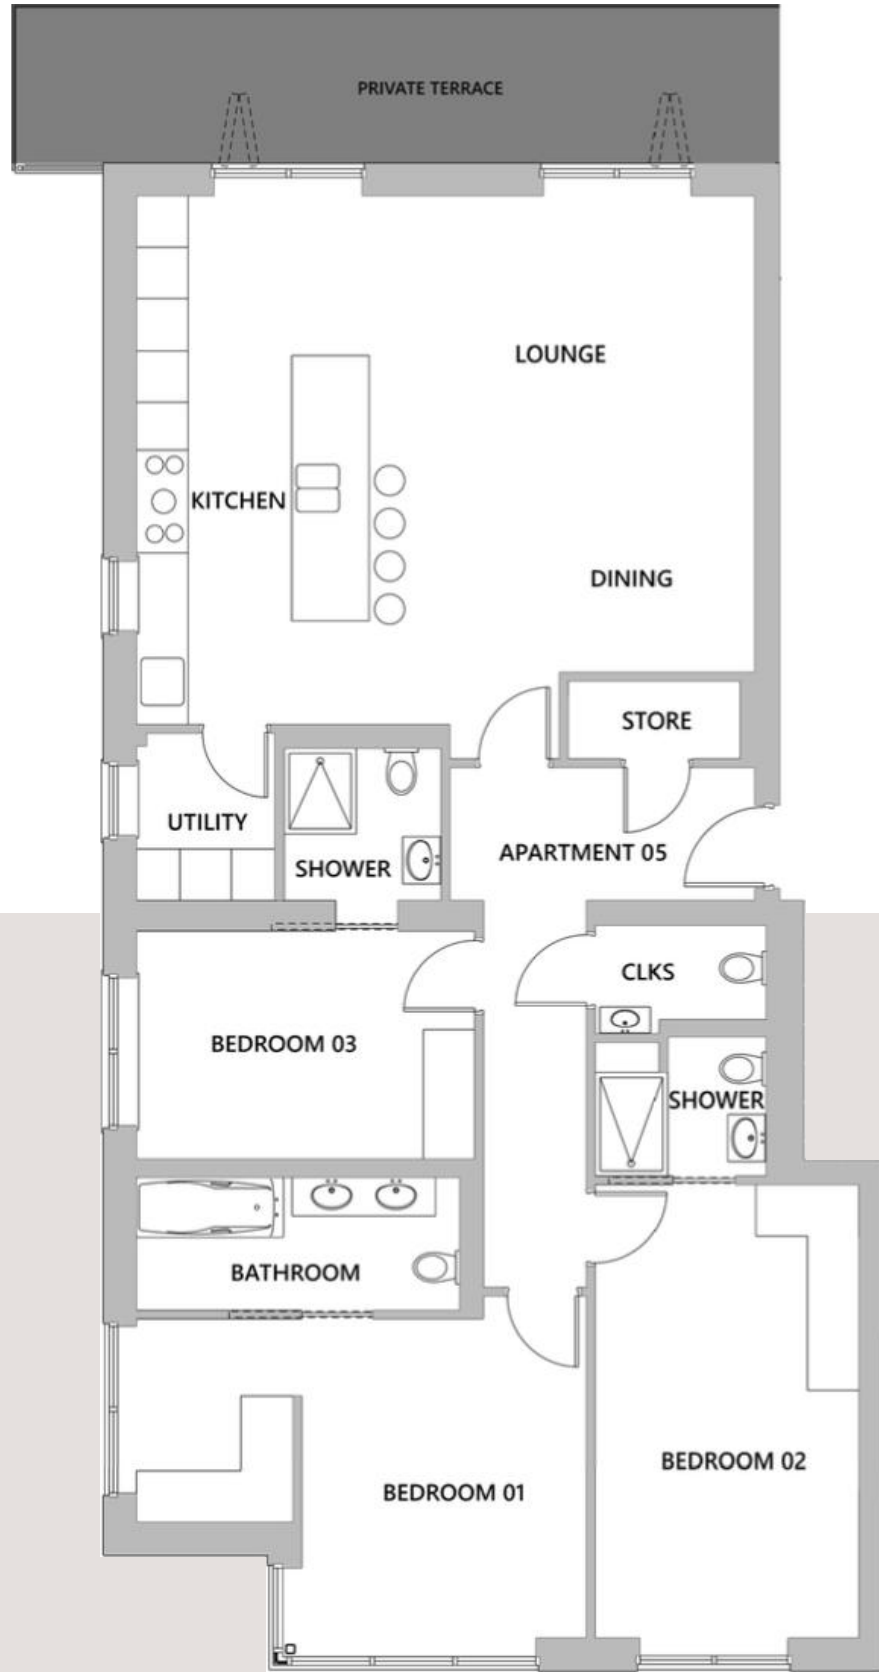 PRIVATE TERRACE
LOUNGE
KITCHEN
DINING
STORE
UTILITY
SHOWER
APARTMENT 05
CLKS
BEDROOM 03
SHOWER
BATHROOM
BEDROOM 02
BEDROOM 01